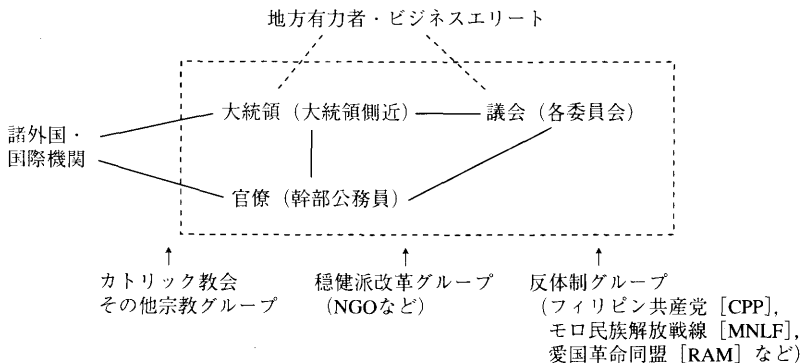 地方有力者・ビジネスエリート
大統領（大統領側近）
議会（各委員会）
諸外国・
国際機関
官僚（幹部公務員）
カトリック教会
その他宗教グループ
穏健派改革グループ
（NGOなど）
反体制グループ
（フィリピン共産党［CPP］，
モロ民族解放戦線［MNLF］，
愛国革命同盟［RAM］など）